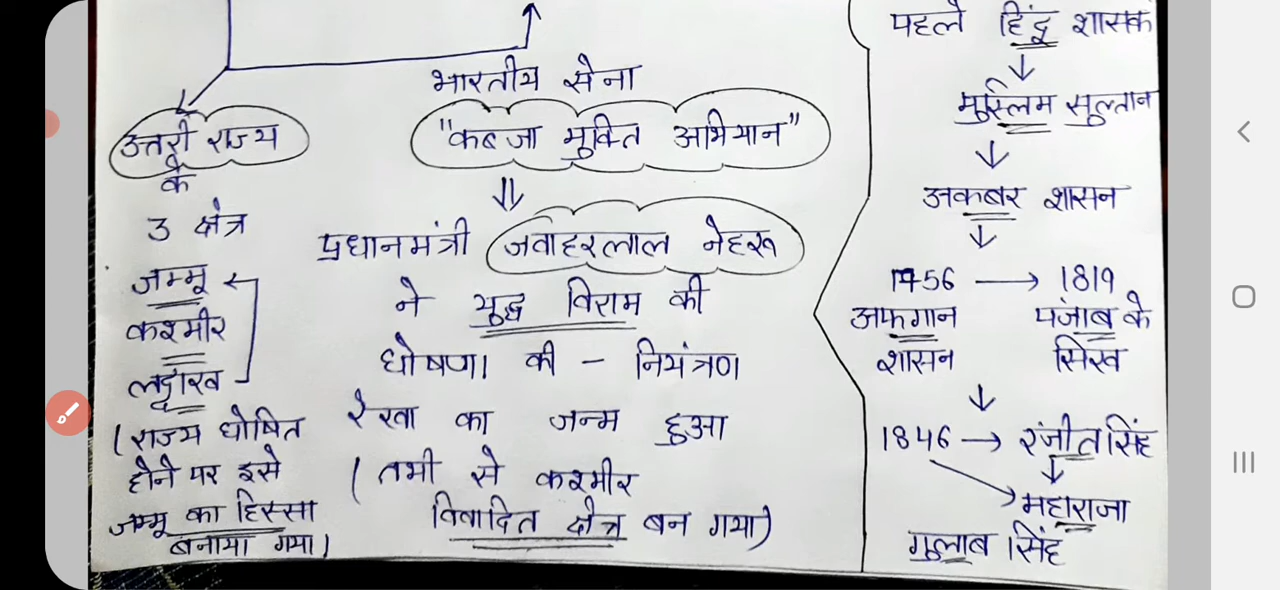 भारतीय सेना
"कब्जा मुक्ति अभियान"
प्रधानमंत्री जवाहरलाल नेहरू
ने युद्ध विराम की
घोषणा की – नियंत्रण
रेखा का जन्म हुआ
(तभी से कश्मीर
विवादित क्षेत्र बन गया)
उत्तरी राज्य
के
3 क्षेत्र
जम्मू
कश्मीर
लद्दाख
(राज्य घोषित
होने पर इसे
जम्मू का हिस्सा
बनाया गया)
पहले हिंदू शासक
मुस्लिम सुल्तान
अकबर शासन
1756 → 1819
अफगान पंजाब के
शासन सिख
1846 → रंजीत सिंह
महाराजा
गुलाब सिंह